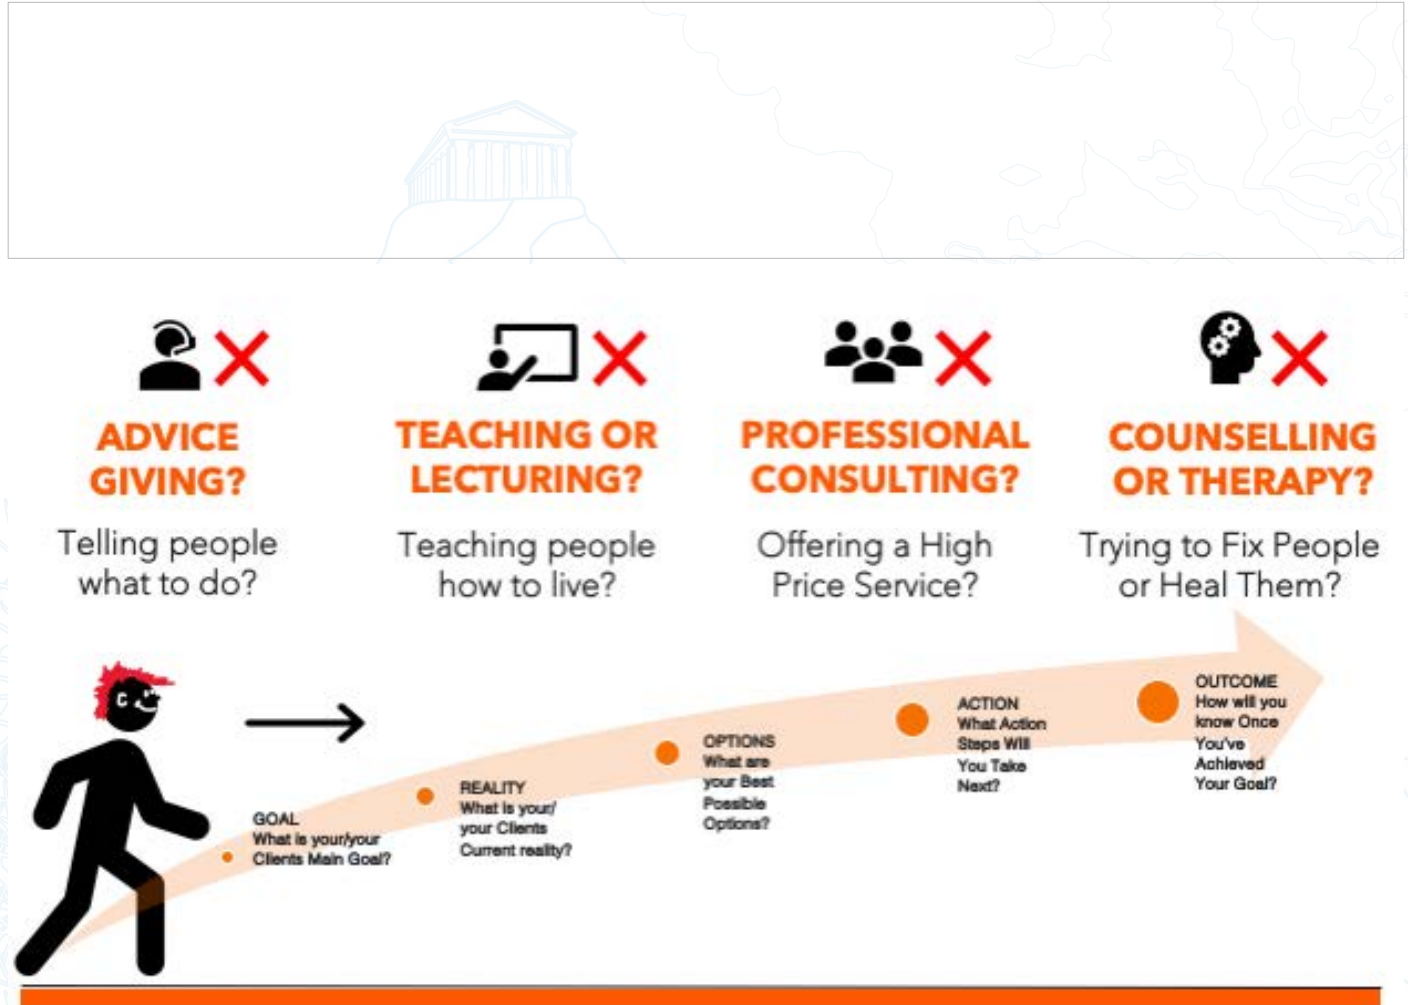 ADVICE
GIVING?
Telling people
what to do?
TEACHING OR
LECTURING?
Teaching people
how to live?
PROFESSIONAL
CONSULTING?
Offering a High
Price Service?
COUNSELLING
OR THERAPY?
Trying to Fix People
or Heal Them?
GOAL
What is your/your
Clients Main Goal?
REALITY
What is your/
your Clients
Current reality?
OPTIONS
What are
your Best
Possible
Options?
ACTION
What Action
Steps Will
You Take
Next?
OUTCOME
How will you
know Once
You've
Achieved
Your Goal?